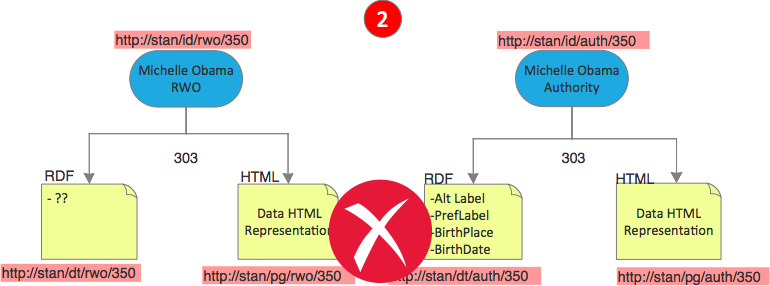 2
http://stan/id/rwo/350
http://stan/id/auth/350
Michelle Obama
RWO
Michelle Obama
Authority
303
303
RDF
HTML
RDF
HTML
- ??
Data HTML
Representation
-Alt Label
-PrefLabel
-BirthPlace
-BirthDate
Data HTML
Representation
http://stan/dt/rwo/350
http://stan/pg/rwo/350
http://stan/dt/auth/350
http://stan/pg/auth/350